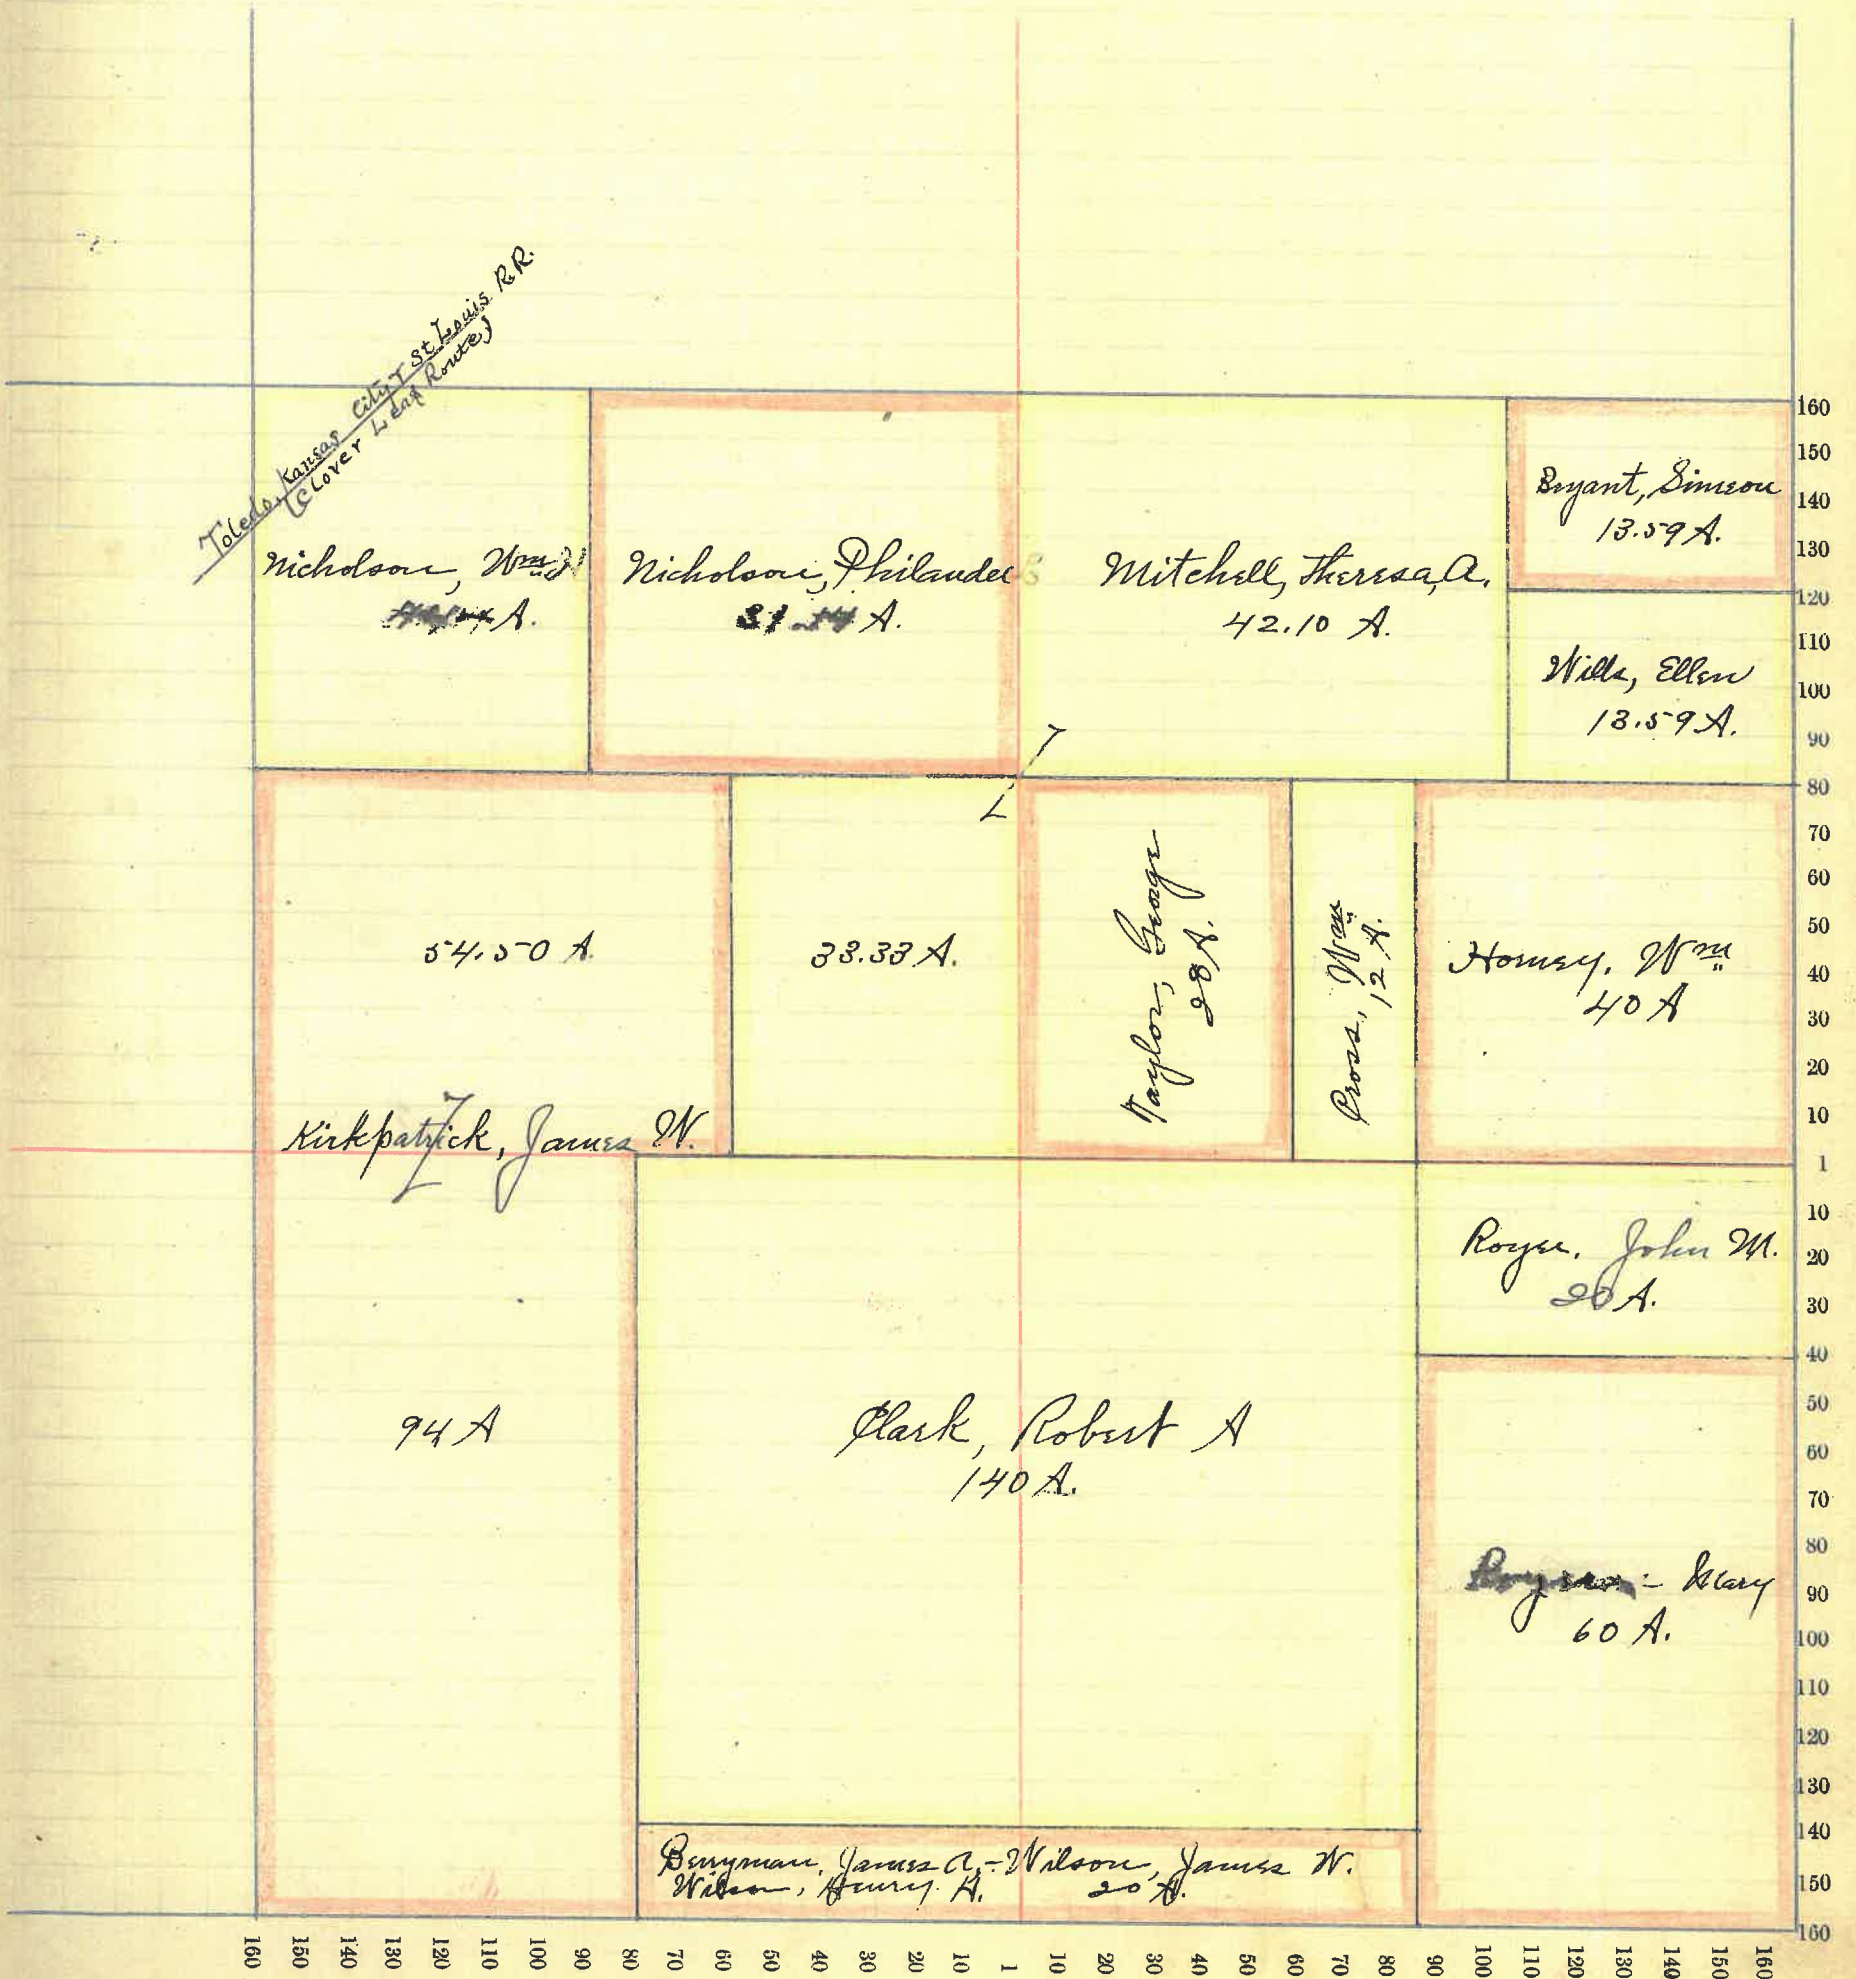 Toledo, Kansas City & St Louis. R.R.
(Clover Leaf Route)
Nicholson, Wm
A.
Nicholson, Philander
A.
Mitchell, Theresa, A.
42.10 A.
Bryant, Simeon
13.59 A.
Wills, Ellen
13.59 A.
54.50 A.
33.33 A.
Taylor, George
28 A.
Pross, Wm
12 A.
Horney, Wm
40 A
Kirkpatrick, James W.
94 A
Clark, Robert A
140 A.
Royer, John M.
20 A.
Mary
60 A.
Berryman, James A,- Wilson, James W.
Wilson, Henry. H. 20 A.
160
150
140
130
120
110
100
90
80
70
60
50
40
30
20
10
1
10
20
30
40
50
60
70
80
90
100
110
120
130
140
150
160
160 150 140 130 120 110 100 90 80 70 60 50 40 30 20 10 1 10 20 30 40 50 60 70 80 90 100 110 120 130 140 150 160